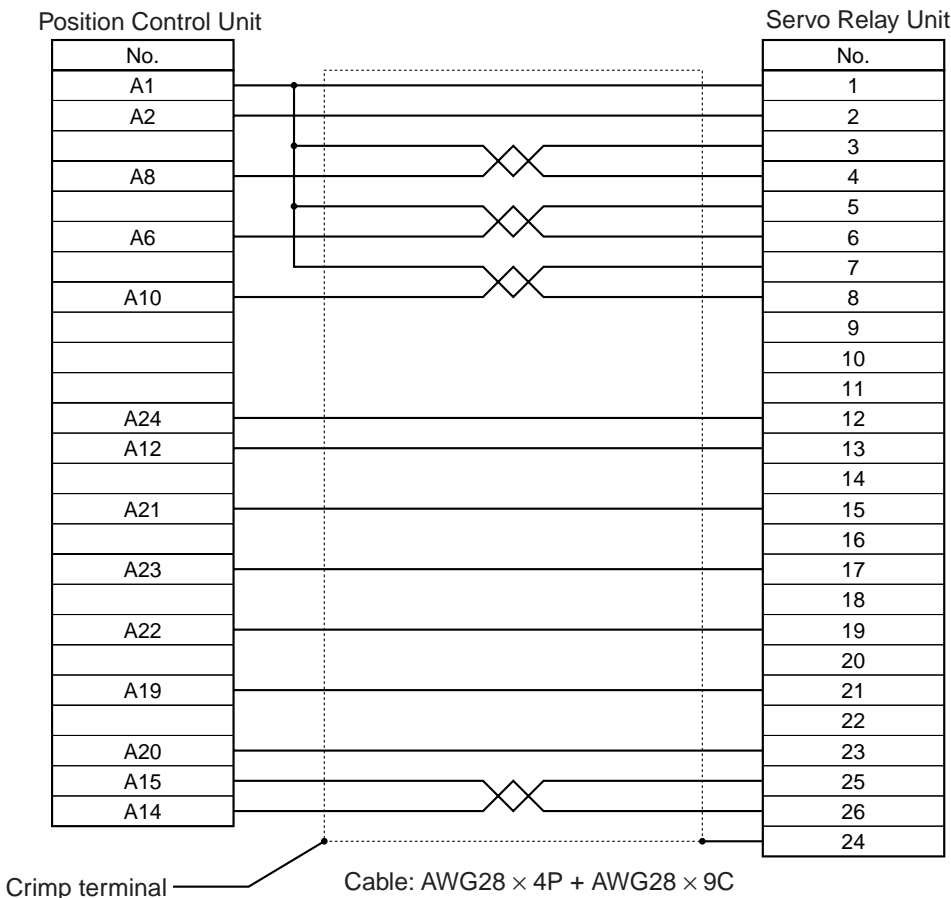 Position Control Unit Servo Relay Unit
No. No.
A1 1
A2 2
3
A8 4
5
A6 6
7
A10 8
9
10
11
A24 12
A12 13
14
A21 15
16
A23 17
18
A22 19
20
A19 21
22
A20 23
A15 25
A14 26
24
Crimp terminal Cable: AWG28 × 4P + AWG28 × 9C